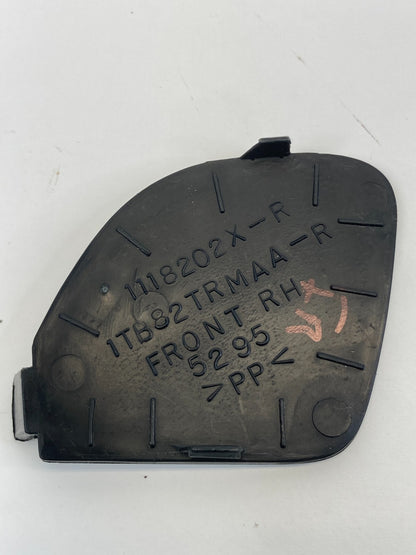 1118202X-R
1TB82TRMAA-R
FRONT RH
5295
>PP<